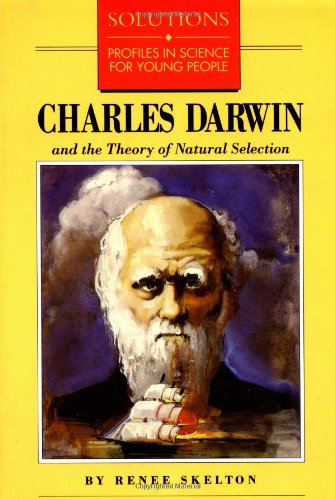 SOLUTIONS
PROFILES IN SCIENCE
FOR YOUNG PEOPLE
CHARLES DARWIN
and the Theory of Natural Selection
BY RENEE SKELTON